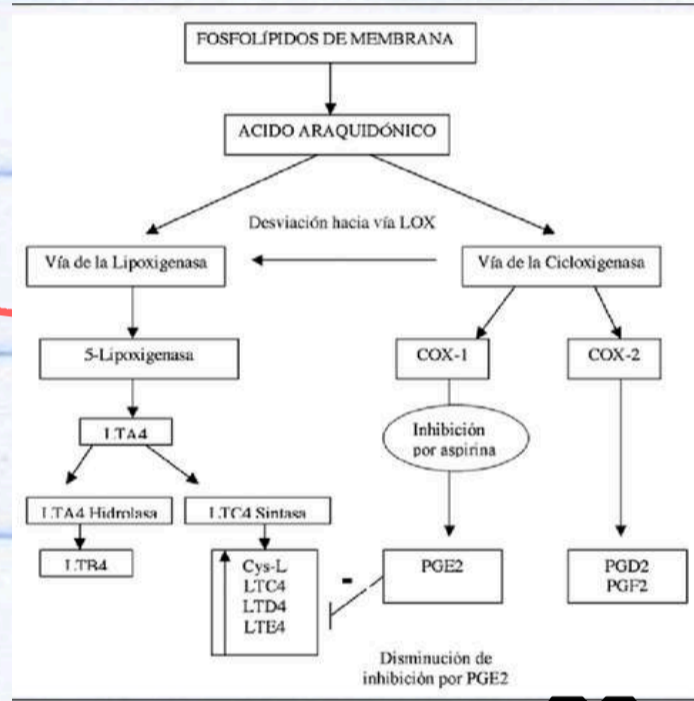 FOSFOLÍPIDOS DE MEMBRANA
ACIDO ARAQUIDÓNICO
Desviación hacia vía LOX
Vía de la Lipoxigenasa
Vía de la Cicloxigenasa
5-Lipoxigenasa
COX-1
COX-2
LTA4
Inhibición
por aspirina
LTA4 Hidrolasa
LTC4 Sintasa
LTB4
Cys-L
LTC4
LTD4
LTE4
-
PGE2
PGD2
PGF2
Disminución de
inhibición por PGE2